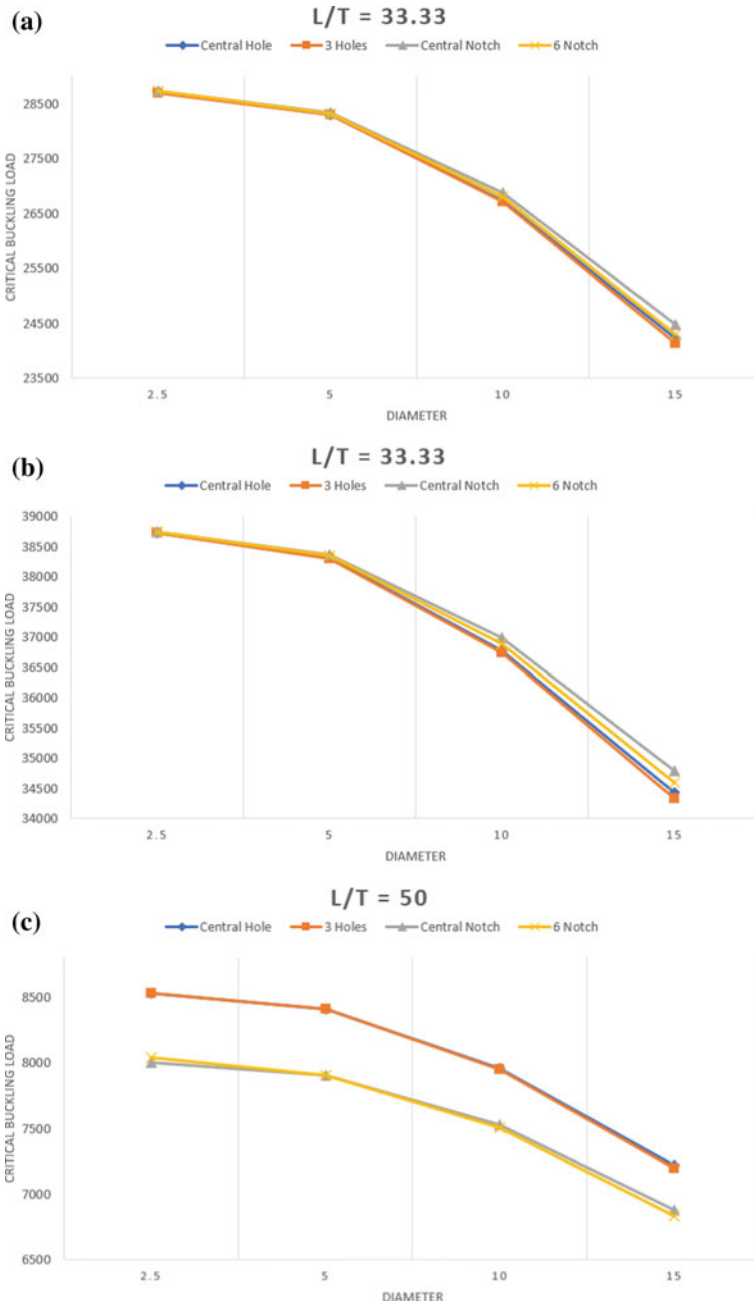 (a)
L/T = 33.33
Central Hole 3 Holes Central Notch 6 Notch
CRITICAL BUCKLING LOAD
28500
27500
26500
25500
24500
23500
2.5 5 10 15
DIAMETER
(b)
L/T = 33.33
Central Hole 3 Holes Central Notch 6 Notch
CRITICAL BUCKLING LOAD
39000
38500
38000
37500
37000
36500
36000
35500
35000
34500
34000
2.5 5 10 15
DIAMETER
(c)
L/T = 50
Central Hole 3 Holes Central Notch 6 Notch
CRITICAL BUCKLING LOAD
8500
8000
7500
7000
6500
2.5 5 10 15
DIAMETER